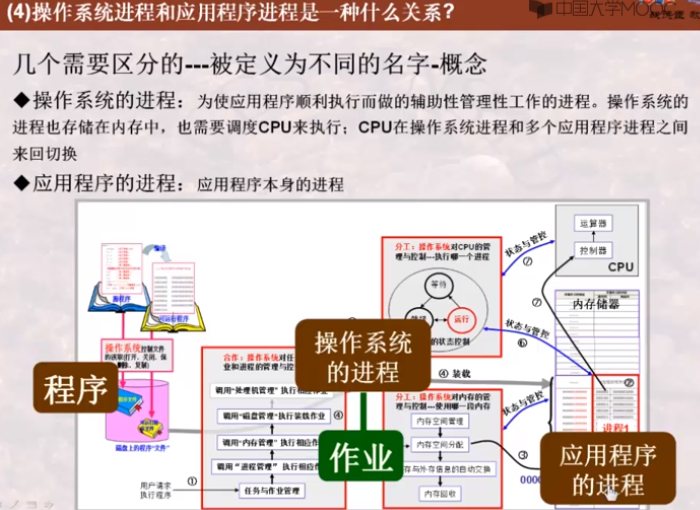 (4)操作系统进程和应用程序进程是一种什么关系?
中国大学MOOC
几个需要区分的---被定义为不同的名字-概念
◆操作系统的进程：为使应用程序顺利执行而做的辅助性管理性工作的进程。操作系统的
进程也存储在内存中，也需要调度CPU来执行；CPU在操作系统进程和多个应用程序进程之间
来回切换
◆应用程序的进程：应用程序本身的进程
编译
源程序
操作系统控制文件
的读取(打开、关闭、保
程序
磁盘上的程序"文件"
用户请求
执行程序
①
合作：操作系统对任
业和进程的管理与控
调用"处理机管理"执行相
调用"磁盘管理"执行装载作业
④
调用"内存管理"执行相应作
调用"进程管理" 执行相应作
任务与作业管理
操作系统
的进程
作业
分工：操作系统对CPU的管
理与控制---执行哪一个进程
等待
运行
的状态控制
④ 装载
分工：操作系统对内存的管
理与控制---使用哪一段内存
内存空间管理
内存空间分配
存与外存信息的自动交换
内存回收
状态与管控
⑦
状态与管控
⑥
状态与管控
③
运算器
控制器
CPU
⑦
内存储器
进程1
应用程序
的进程